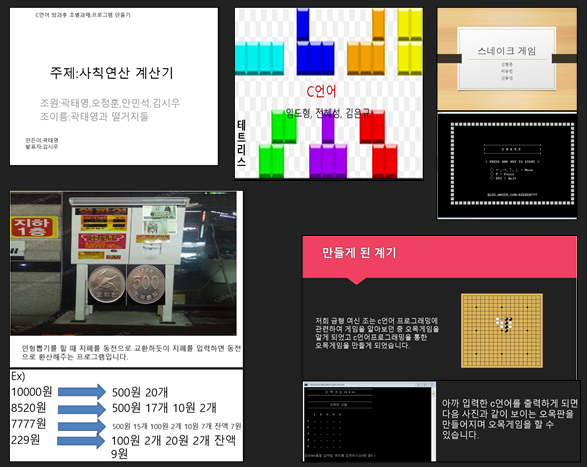 C언어 방과후 조별과제:프로그램 만들기
주제:사칙연산 계산기
조원:곽태영,오정훈,안민석,김시우
조이름:곽태영과 떨거지들
만든이:곽태영
발표자:김시우
C언어
임도형, 전혜성, 김윤규
테트리스
스네이크 게임
S N A K E
( PRESS ANY KEY TO START )
지하
1층
500
인형뽑기를 할 때 지폐를 동전으로 교환하듯이 지폐를 입력하면 동전
으로 환산해주는 프로그램입니다.
Ex)
10000원 500원 20개
8520원 500원 17개 10원 2개
7777원 500원 15개 100원 2개 10원 7개 잔액 7원
229원 100원 2개 20원 2개 잔액
9원
만들게 된 계기
저희 금형 여신 조는 c언어 프로그래밍에
관련하여 게임을 알아보던 중 오목게임을
알게 되었고 c언어프로그래밍을 통한
오목게임을 만들게 되었습니다.
아까 입력한 c언어를 출력하게 되면
다음 사진과 같이 보이는 오목판을
만들어지며 오목게임을 할 수
있습니다.